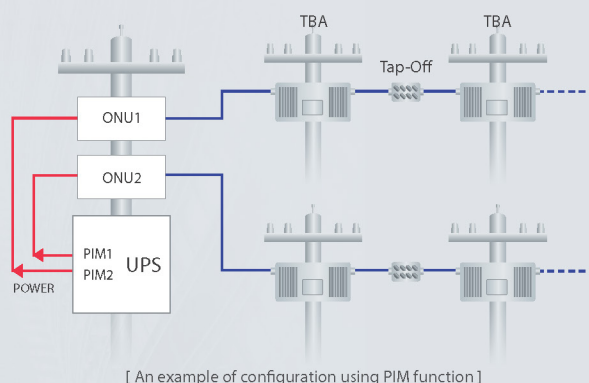 TBA
TBA
Tap-Off
ONU1
ONU2
PIM1
PIM2
UPS
POWER
[ An example of configuration using PIM function ]